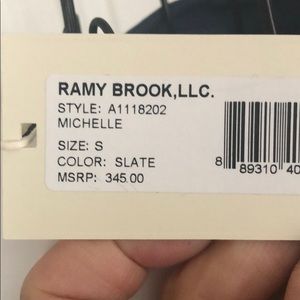 RAMY BROOK,LLC.
STYLE: A1118202
MICHELLE
SIZE: S
COLOR: SLATE
MSRP: 345.00
8 89310 40